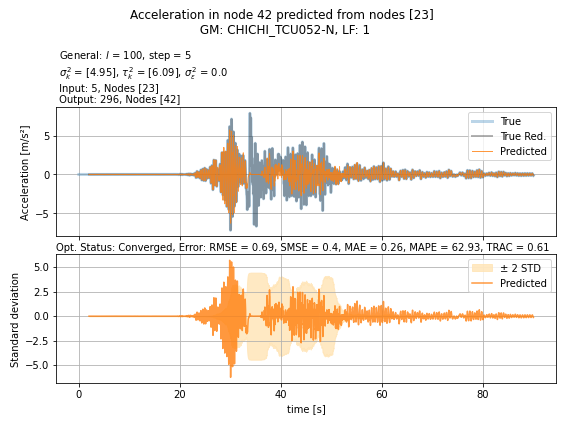 Acceleration in node 42 predicted from nodes [23]
GM: CHICHI_TCU052-N, LF: 1
General: l = 100, step = 5
σ²ₖ = [4.95], τ²ₖ = [6.09], σ²ε = 0.0
Input: 5, Nodes [23]
Output: 296, Nodes [42]
Acceleration [m/s²]
5
0
−5
True
True Red.
Predicted
Opt. Status: Converged, Error: RMSE = 0.69, SMSE = 0.4, MAE = 0.26, MAPE = 62.93, TRAC = 0.61
Standard deviation
5.0
2.5
0.0
−2.5
−5.0
± 2 STD
Predicted
0 20 40 60 80
time [s]